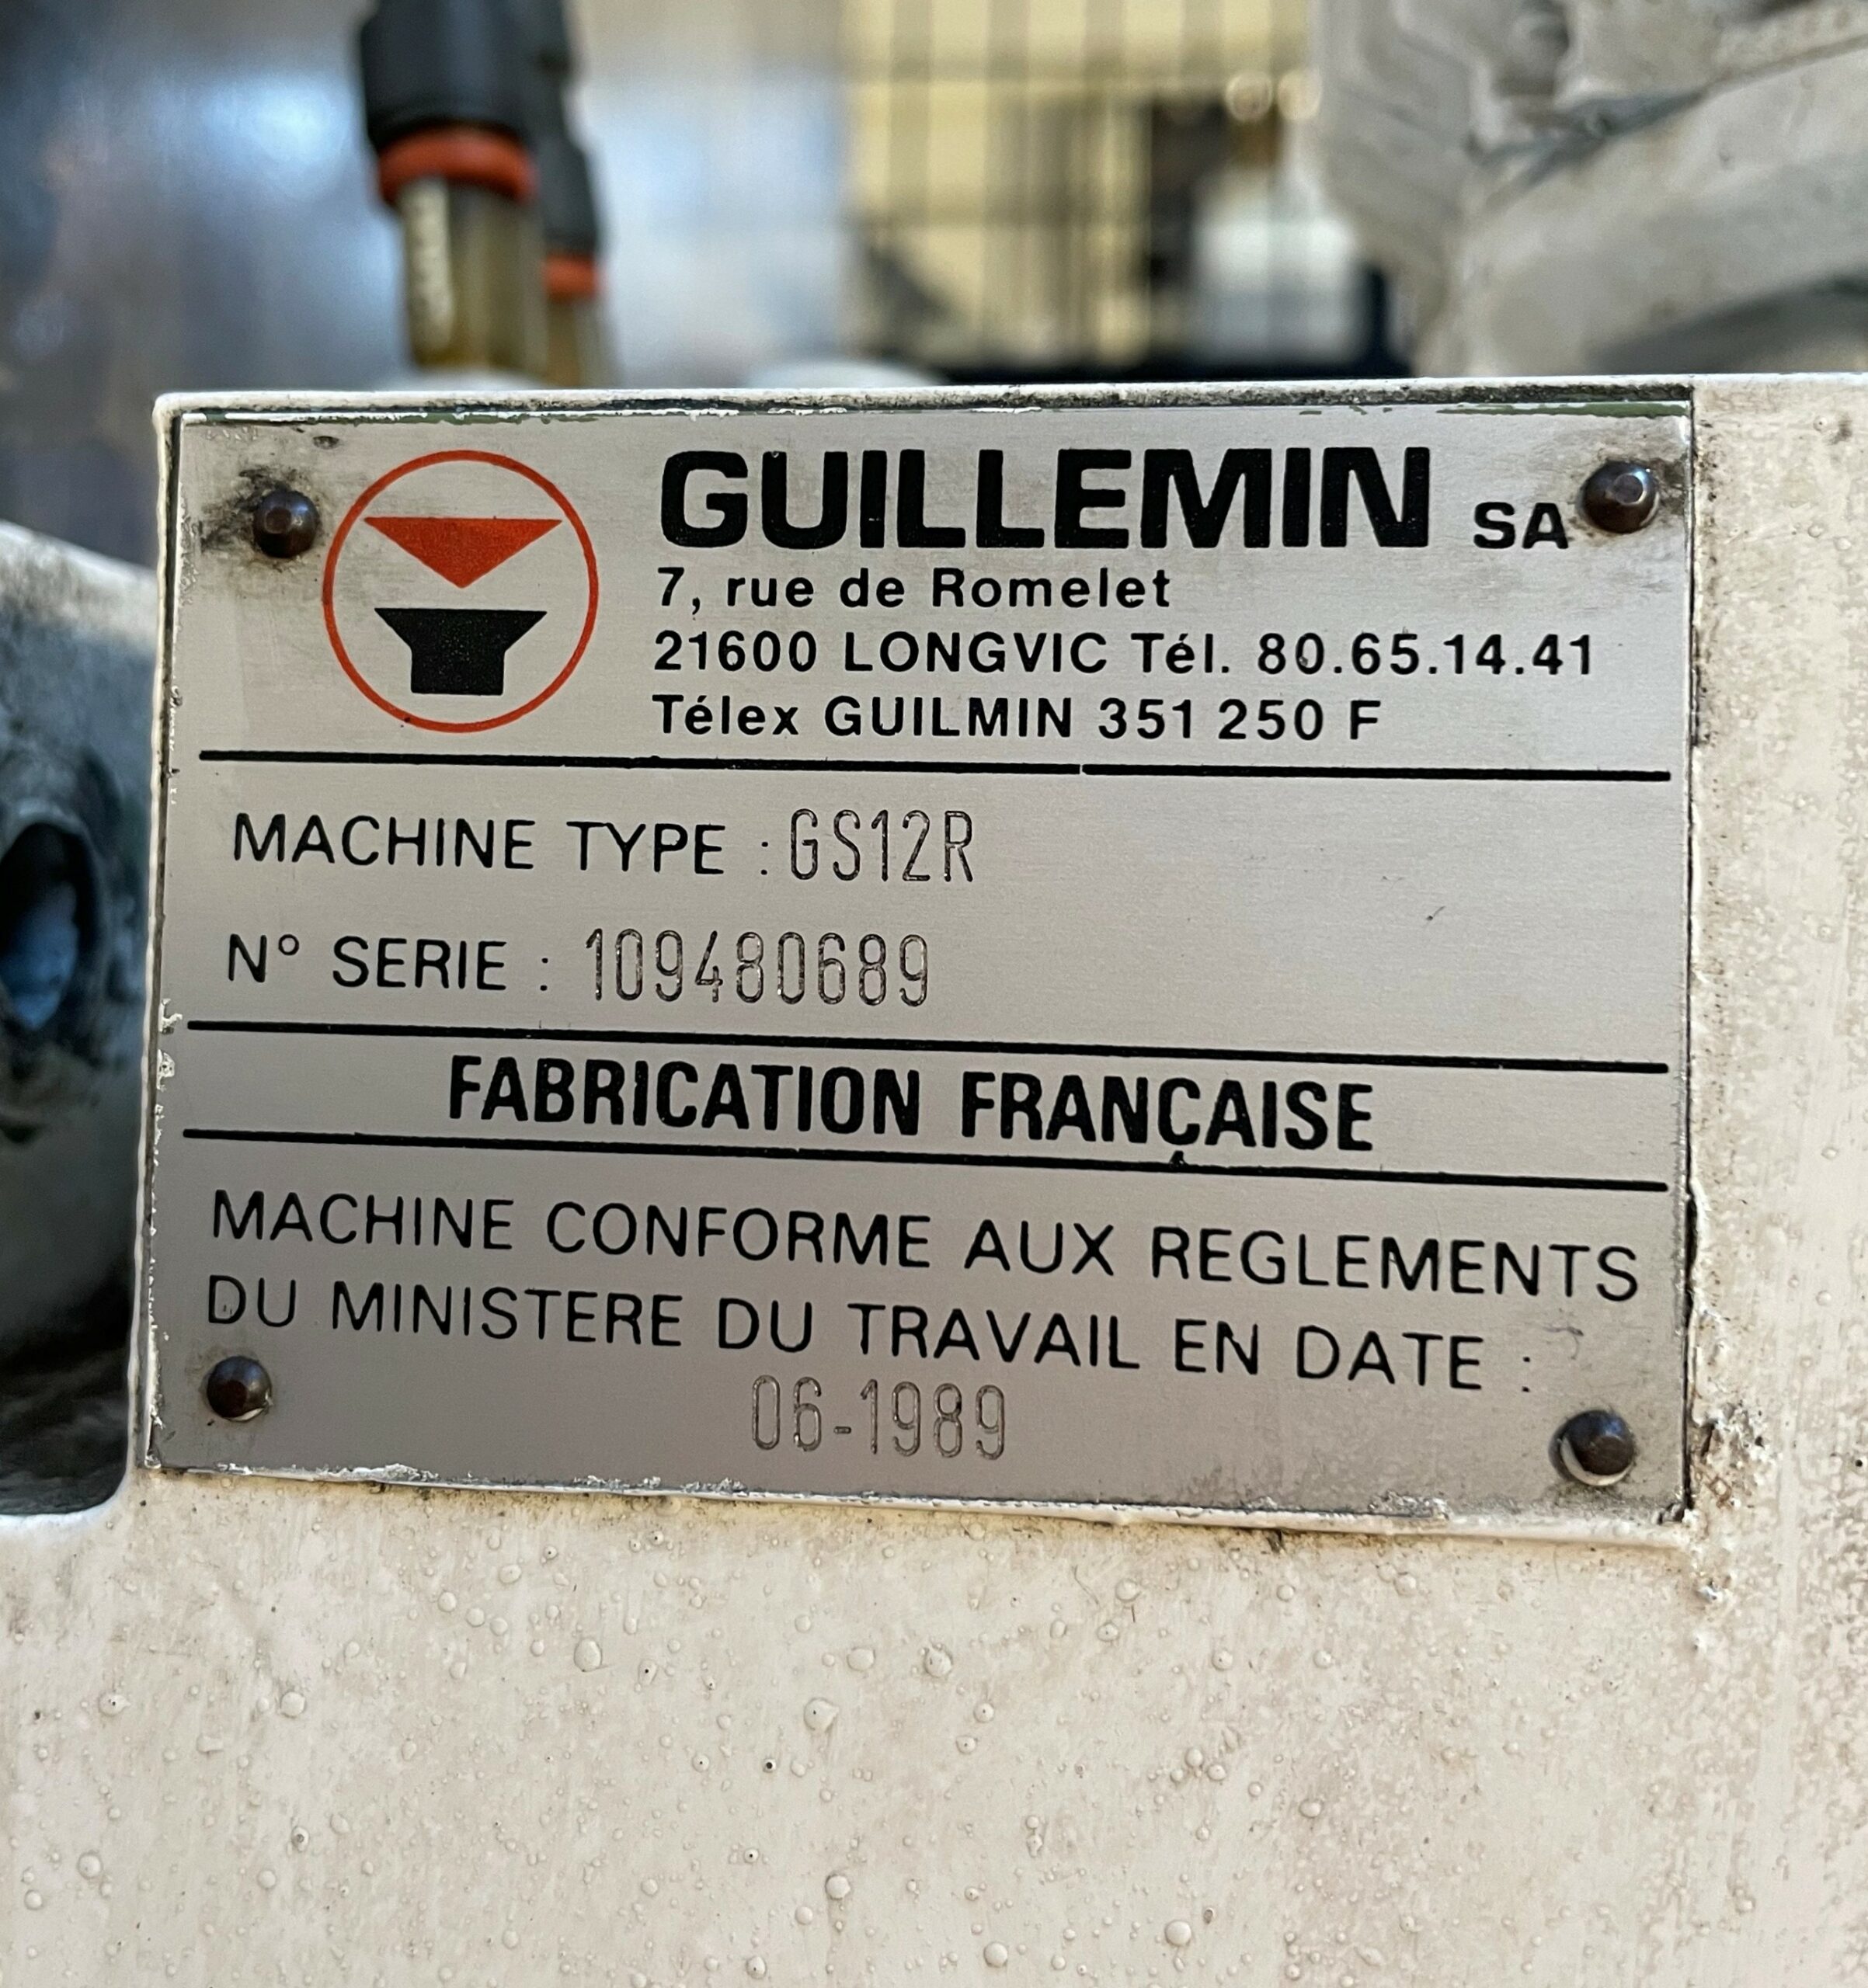 GUILLEMIN SA
7, rue de Romelet
21600 LONGVIC Tél. 80.65.14.41
Télex GUILMIN 351 250 F
MACHINE TYPE : GS12R
N° SERIE : 109480689
FABRICATION FRANÇAISE
MACHINE CONFORME AUX REGLEMENTS
DU MINISTERE DU TRAVAIL EN DATE :
06-1989